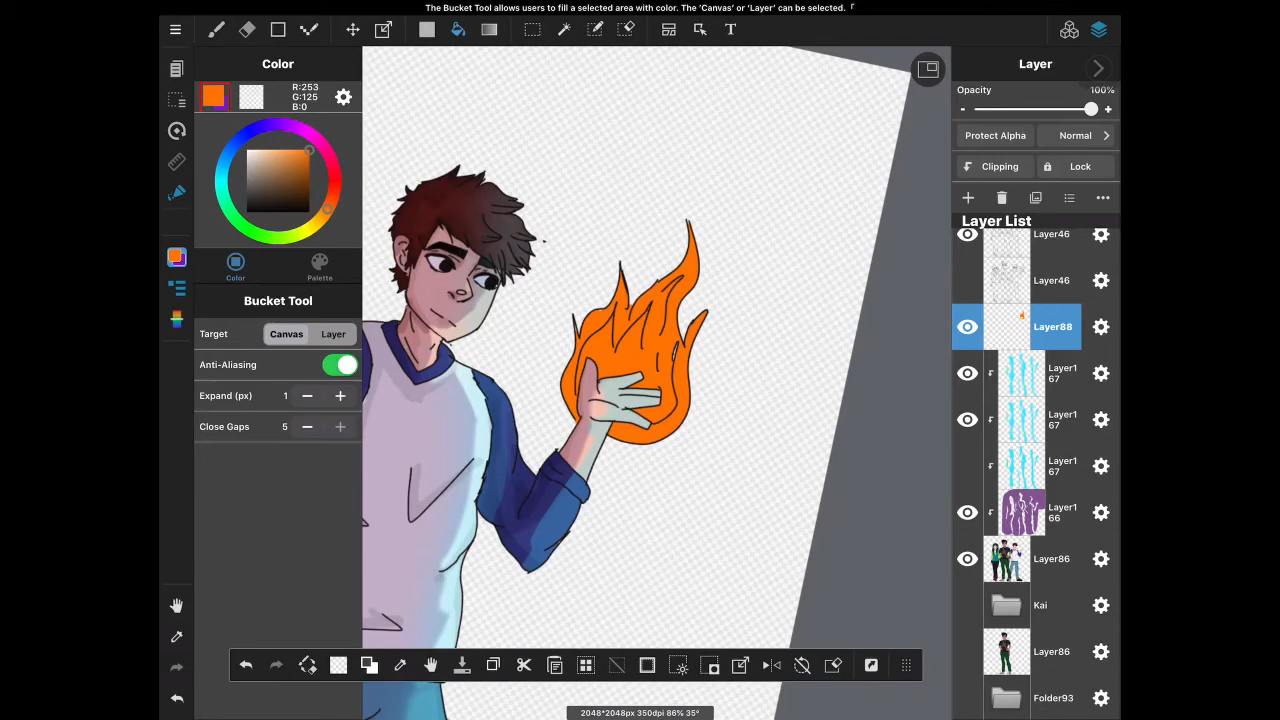 The Bucket Tool allows users to fill a selected area with color. The 'Canvas' or 'Layer' can be selected.「
T
Color
R:253
G:125
B:0
Color
Palette
Bucket Tool
Target Canvas Layer
Anti-Aliasing
Expand (px) 1 − +
Close Gaps 5 − +
Layer
Opacity 100%
- +
Protect Alpha Normal
Clipping Lock
Layer List
Layer46
Layer46
Layer88
Layer1
67
Layer1
67
Layer1
67
Layer1
66
Layer86
Kai
Layer86
Folder93
2048*2048px 350dpi 86% 35°